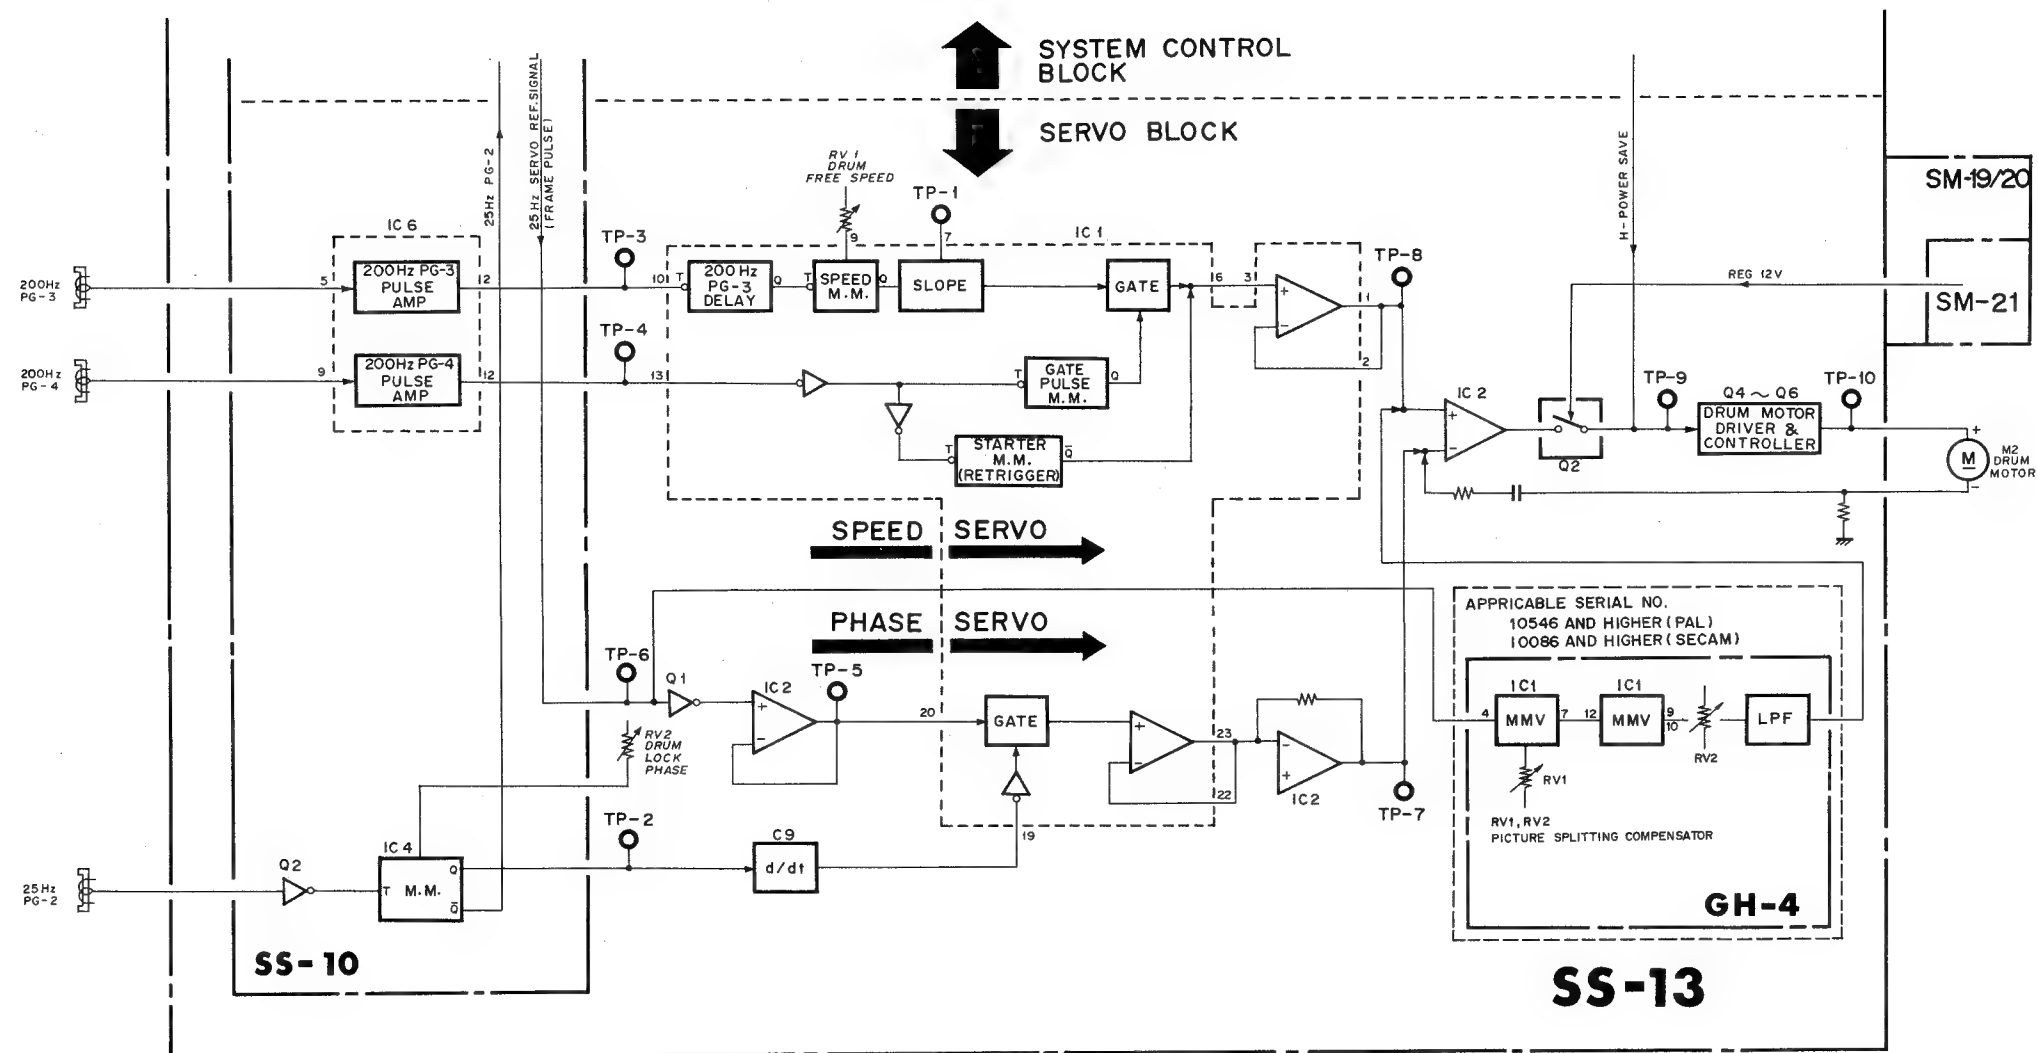 SYSTEM CONTROL
BLOCK
SERVO BLOCK
25Hz PG-2
25Hz SERVO REF.SIGNAL
(FRAME PULSE)
H-POWER SAVE
SM-19/20
SM-21
REG 12V
RV 1
DRUM
FREE SPEED
TP-1
IC 6
TP-3
9
7
IC 1
TP-8
200Hz
PG-3
5
200Hz PG-3
PULSE
AMP
12
10
T
200Hz
PG-3
DELAY
Q
T
SPEED
M.M.
Q
SLOPE
GATE
6
3
+
−
1
2
TP-4
200Hz
PG-4
9
200Hz PG-4
PULSE
AMP
12
13
T
GATE
PULSE
M.M.
Q
T
STARTER
M.M.
(RETRIGGER)
Q̅
IC 2
+
−
Q2
TP-9
Q4 ~ Q6
DRUM MOTOR
DRIVER &
CONTROLLER
TP-10
+
M
−
M2
DRUM
MOTOR
SPEED SERVO
PHASE SERVO
APPRICABLE SERIAL NO.
10546 AND HIGHER (PAL)
10086 AND HIGHER (SECAM)
TP-6
Q1
IC2
+
−
TP-5
20
GATE
+
−
23
22
−
+
IC2
TP-7
RV2
DRUM
LOCK
PHASE
19
4
IC1
MMV
7
12
IC1
MMV
9
10
RV2
LPF
RV1
RV1, RV2
PICTURE SPLITTING COMPENSATOR
GH-4
TP-2
C9
d/dt
25Hz
PG-2
Q2
IC 4
T
M.M.
Q
Q̅
SS-10
SS-13